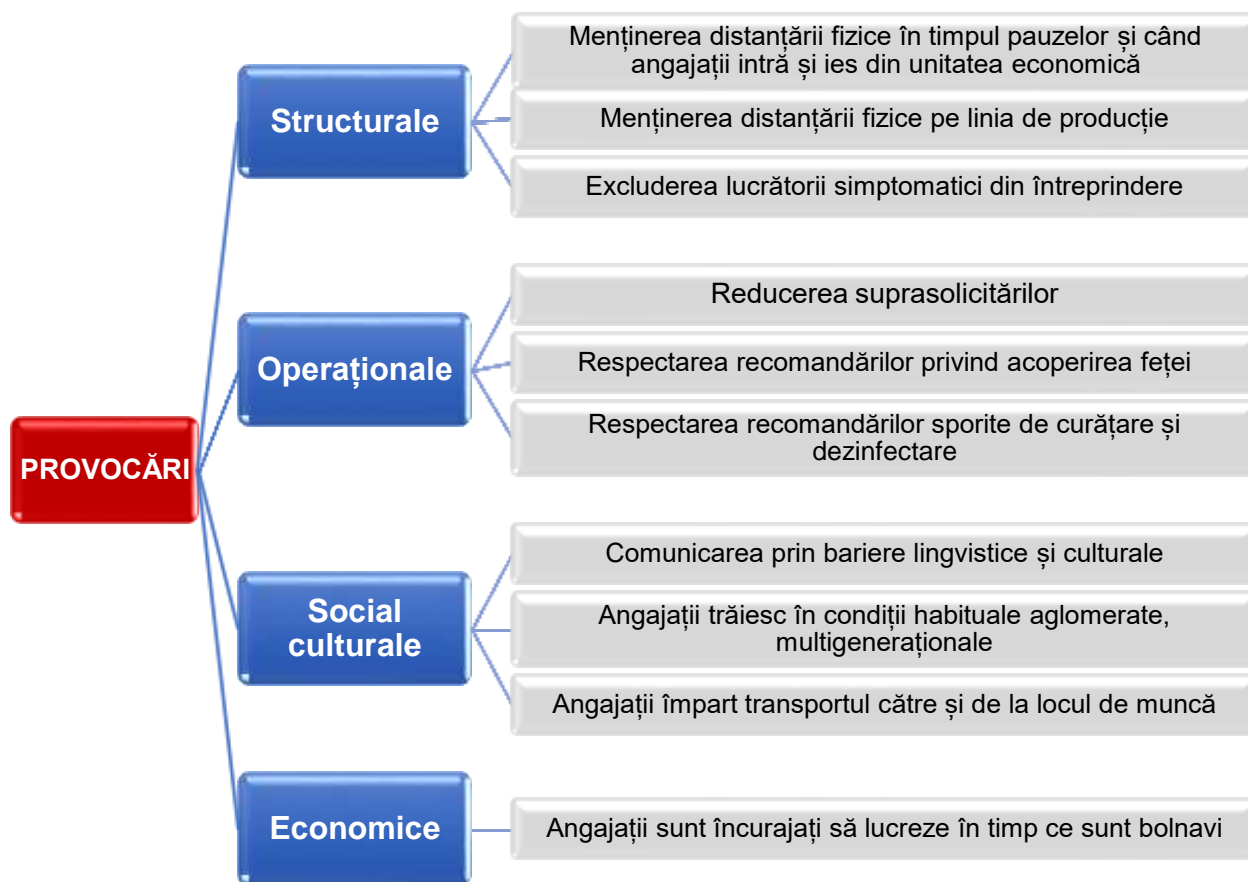 PROVOCĂRI
Structurale
Menținerea distanțării fizice în timpul pauzelor și când
angajații intră și ies din unitatea economică
Menținerea distanțării fizice pe linia de producție
Excluderea lucrătorii simptomatici din întreprindere
Operaționale
Reducerea suprasolicitărilor
Respectarea recomandărilor privind acoperirea feței
Respectarea recomandărilor sporite de curățare și
dezinfectare
Social
culturale
Comunicarea prin bariere lingvistice și culturale
Angajații trăiesc în condiții habituale aglomerate,
multigeneraționale
Angajații împart transportul către și de la locul de muncă
Economice
Angajații sunt încurajați să lucreze în timp ce sunt bolnavi